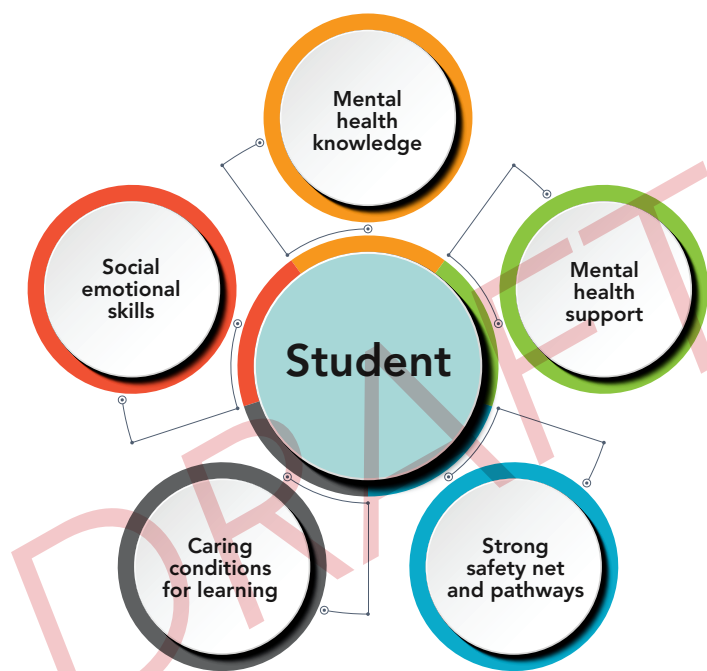 Mental
health
knowledge
Social
emotional
skills
Mental
health
support
Student
Caring
conditions
for learning
Strong
safety net
and pathways
DRAFT